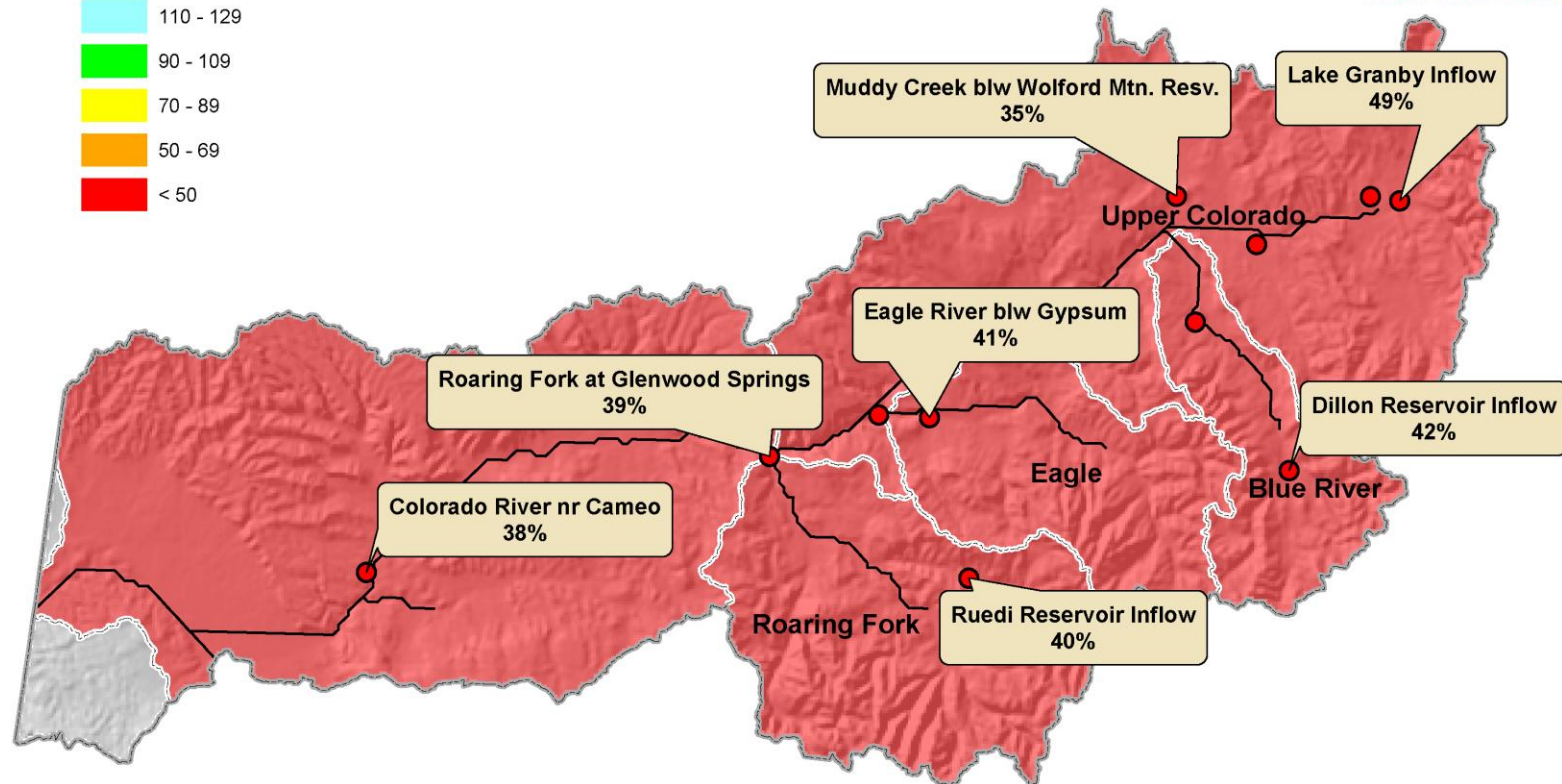 110 - 129
90 - 109
70 - 89
50 - 69
< 50
Muddy Creek blw Wolford Mtn. Resv.
35%
Lake Granby Inflow
49%
Upper Colorado
Eagle River blw Gypsum
41%
Roaring Fork at Glenwood Springs
39%
Dillon Reservoir Inflow
42%
Eagle
Blue River
Colorado River nr Cameo
38%
Roaring Fork
Ruedi Reservoir Inflow
40%